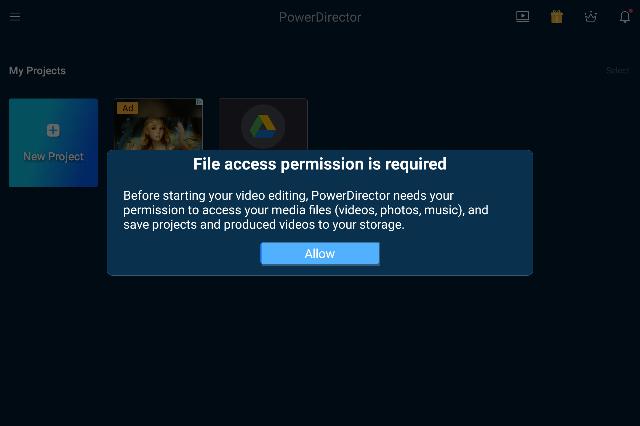 PowerDirector
My Projects
Select
Ad
New Project
File access permission is required
Before starting your video editing, PowerDirector needs your
permission to access your media files (videos, photos, music), and
save projects and produced videos to your storage.
Allow